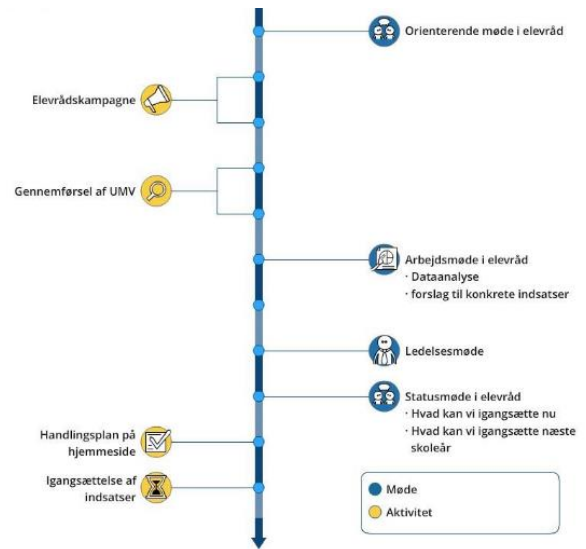 Orienterende møde i elevråd
Elevrådskampagne
Gennemførsel af UMV
Arbejdsmøde i elevråd
· Dataanalyse
· forslag til konkrete indsatser
Ledelsesmøde
Statusmøde i elevråd
· Hvad kan vi igangsætte nu
· Hvad kan vi igangsætte næste
skoleår
Handlingsplan på
hjemmeside
Igangsættelse af
indsatser
Møde
Aktivitet